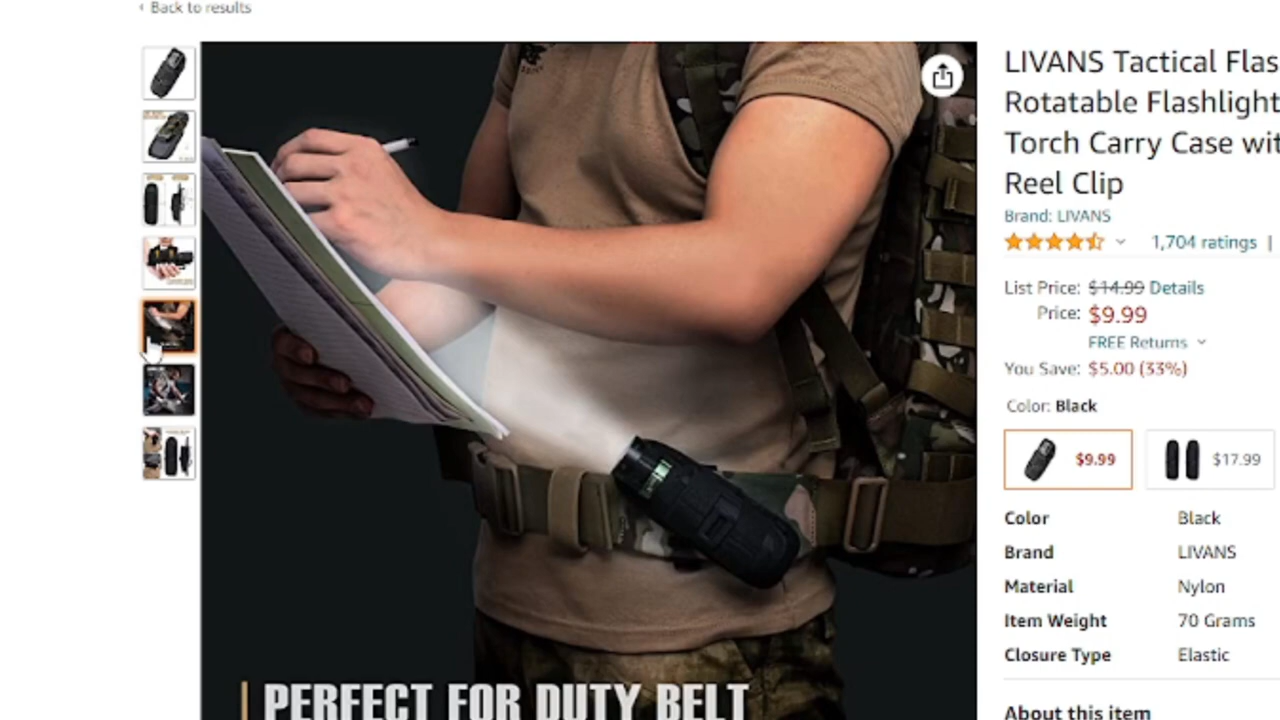 ‹ Back to results
LIVANS Tactical Flas
Rotatable Flashlight
Torch Carry Case wit
Reel Clip
Brand: LIVANS
1,704 ratings |
List Price: $14.99 Details
Price: $9.99
FREE Returns
You Save: $5.00 (33%)
Color: Black
$9.99
$17.99
Color Black
Brand LIVANS
Material Nylon
Item Weight 70 Grams
Closure Type Elastic
About this item
PERFECT FOR DUTY BELT